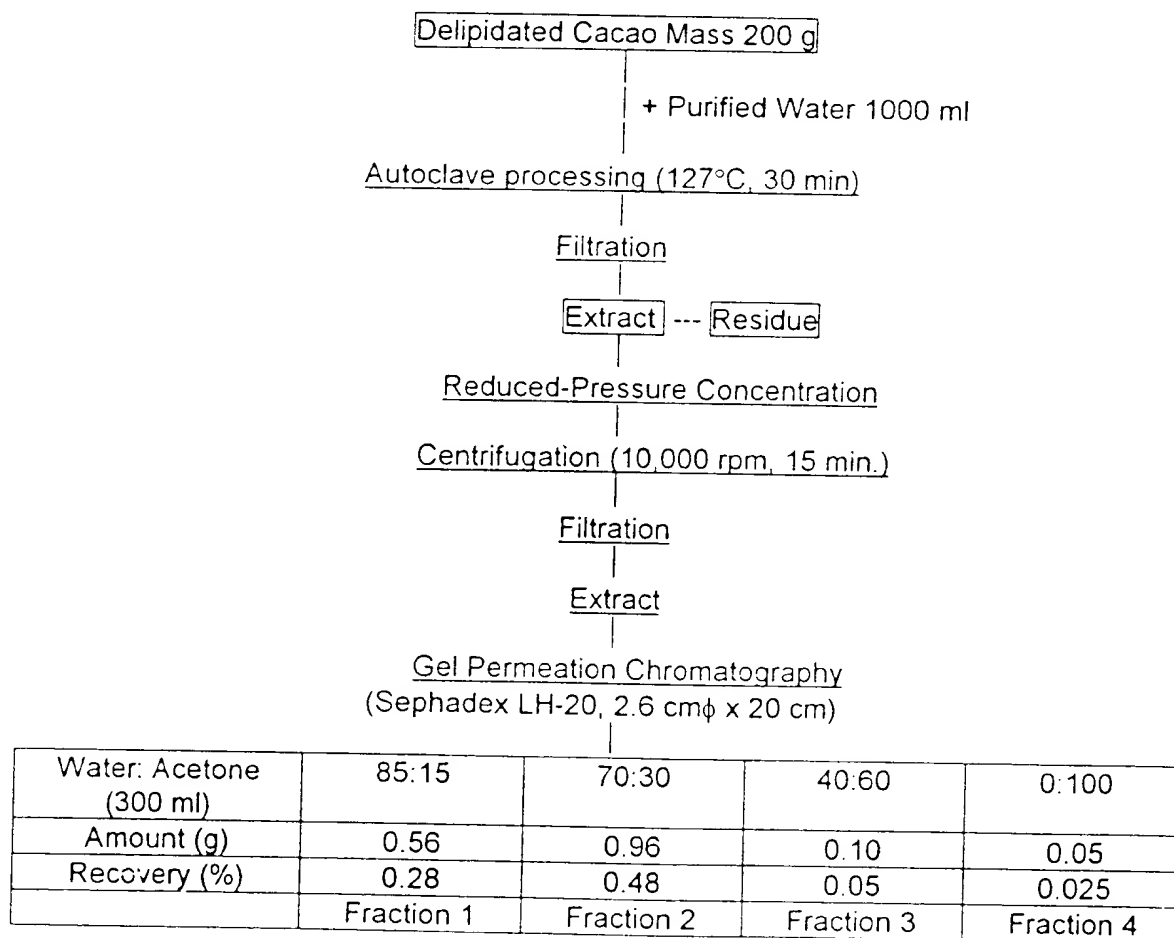 Delipidated Cacao Mass 200 g
+ Purified Water 1000 ml
Autoclave processing (127°C, 30 min)
Filtration
Extract --- Residue
Reduced-Pressure Concentration
Centrifugation (10,000 rpm, 15 min.)
Filtration
Extract
Gel Permeation Chromatography
(Sephadex LH-20, 2.6 cmϕ x 20 cm)
Water: Acetone (300 ml) 85:15 70:30 40:60 0:100
Amount (g) 0.56 0.96 0.10 0.05
Recovery (%) 0.28 0.48 0.05 0.025
Fraction 1 Fraction 2 Fraction 3 Fraction 4